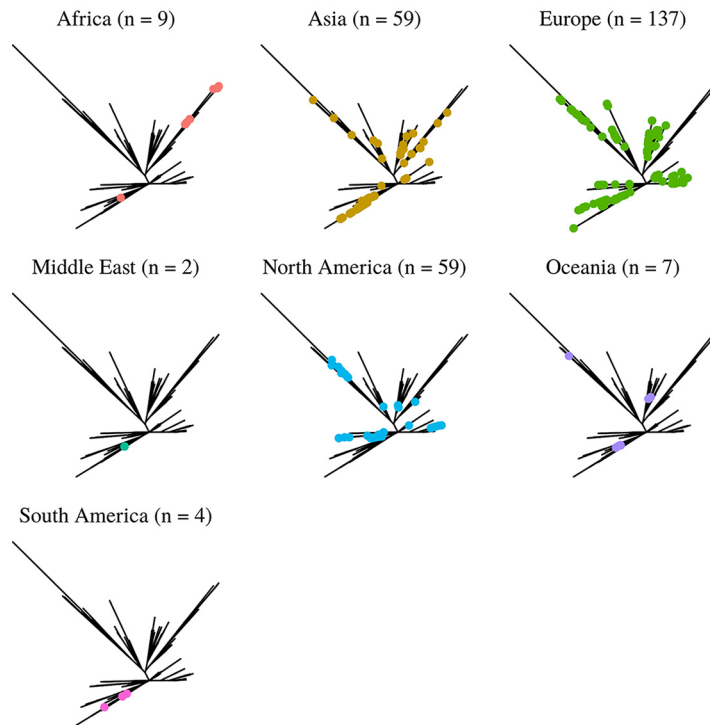 Africa (n = 9)
Asia (n = 59)
Europe (n = 137)
Middle East (n = 2)
North America (n = 59)
Oceania (n = 7)
South America (n = 4)